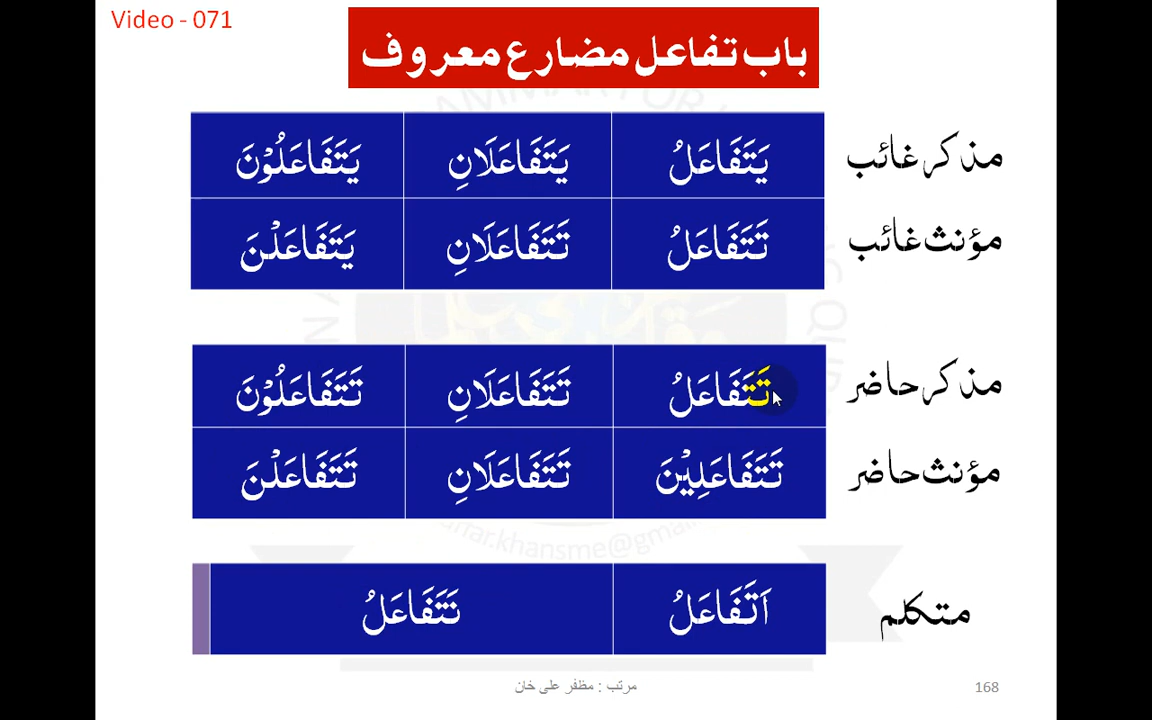 Video - 071
باب تفاعل مضارع معروف
مذکر غائب يَتَفَاعَلُ يَتَفَاعَلَانِ يَتَفَاعَلُوْنَ
مؤنث غائب تَتَفَاعَلُ تَتَفَاعَلَانِ يَتَفَاعَلْنَ
مذکر حاضر تَتَفَاعَلُ تَتَفَاعَلَانِ تَتَفَاعَلُوْنَ
مؤنث حاضر تَتَفَاعَلِيْنَ تَتَفَاعَلَانِ تَتَفَاعَلْنَ
متکلم اَتَفَاعَلُ نَتَفَاعَلُ
khansme@gmail
مرتب : مظفر علی خان
168